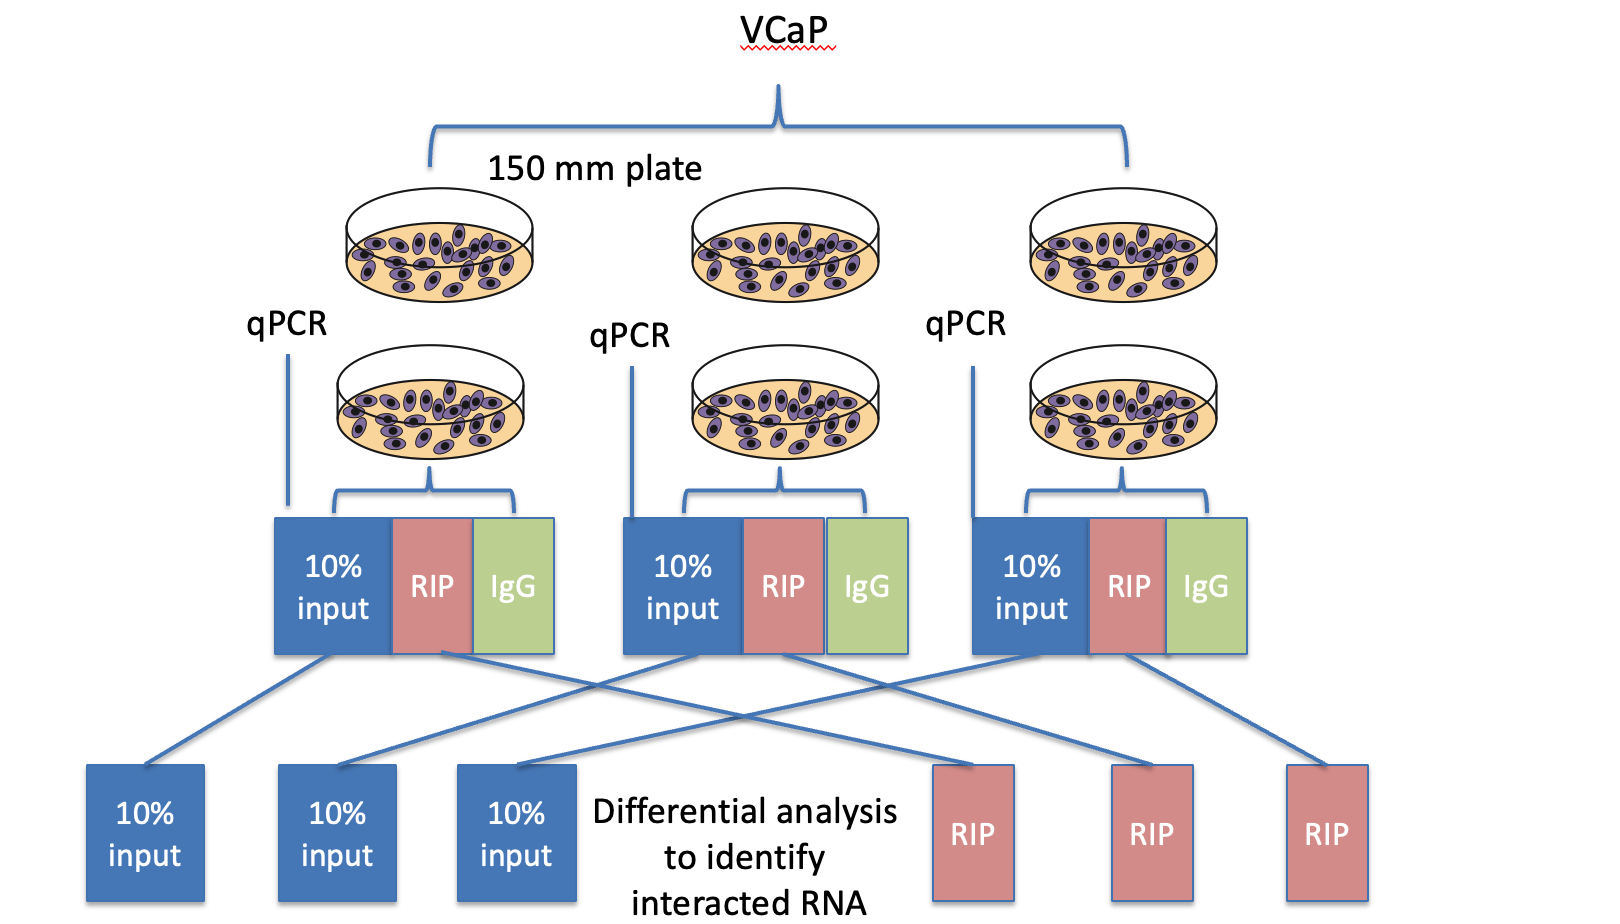 VCaP
150 mm plate
qPCR
qPCR
qPCR
10%
input
RIP
IgG
10%
input
RIP
IgG
10%
input
RIP
IgG
10%
input
10%
input
10%
input
Differential analysis
to identify
interacted RNA
RIP
RIP
RIP